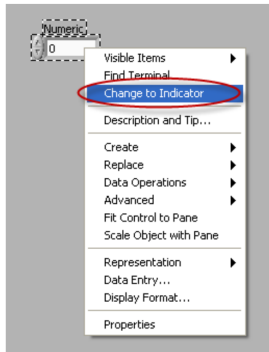 Numeric
0
Visible Items
Find Terminal
Change to Indicator
Description and Tip...
Create
Replace
Data Operations
Advanced
Fit Control to Pane
Scale Object with Pane
Representation
Data Entry...
Display Format...
Properties